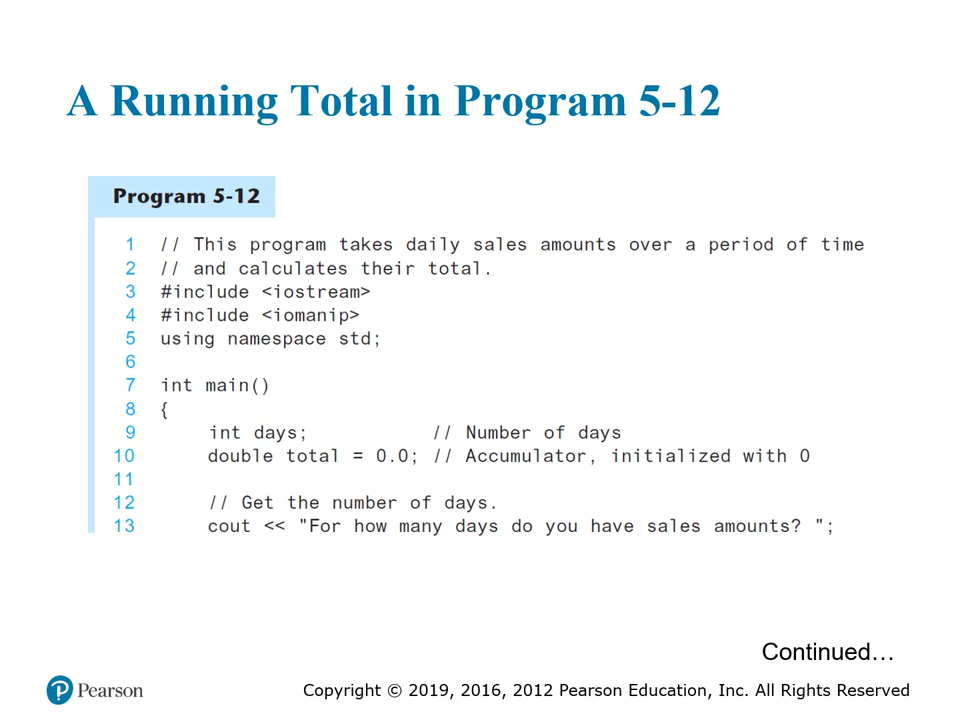 A Running Total in Program 5-12
Program 5-12
1 // This program takes daily sales amounts over a period of time
2 // and calculates their total.
3 #include <iostream>
4 #include <iomanip>
5 using namespace std;
6
7 int main()
8 {
9 int days; // Number of days
10 double total = 0.0; // Accumulator, initialized with 0
11
12 // Get the number of days.
13 cout << "For how many days do you have sales amounts? ";
Continued…
P Pearson
Copyright © 2019, 2016, 2012 Pearson Education, Inc. All Rights Reserved